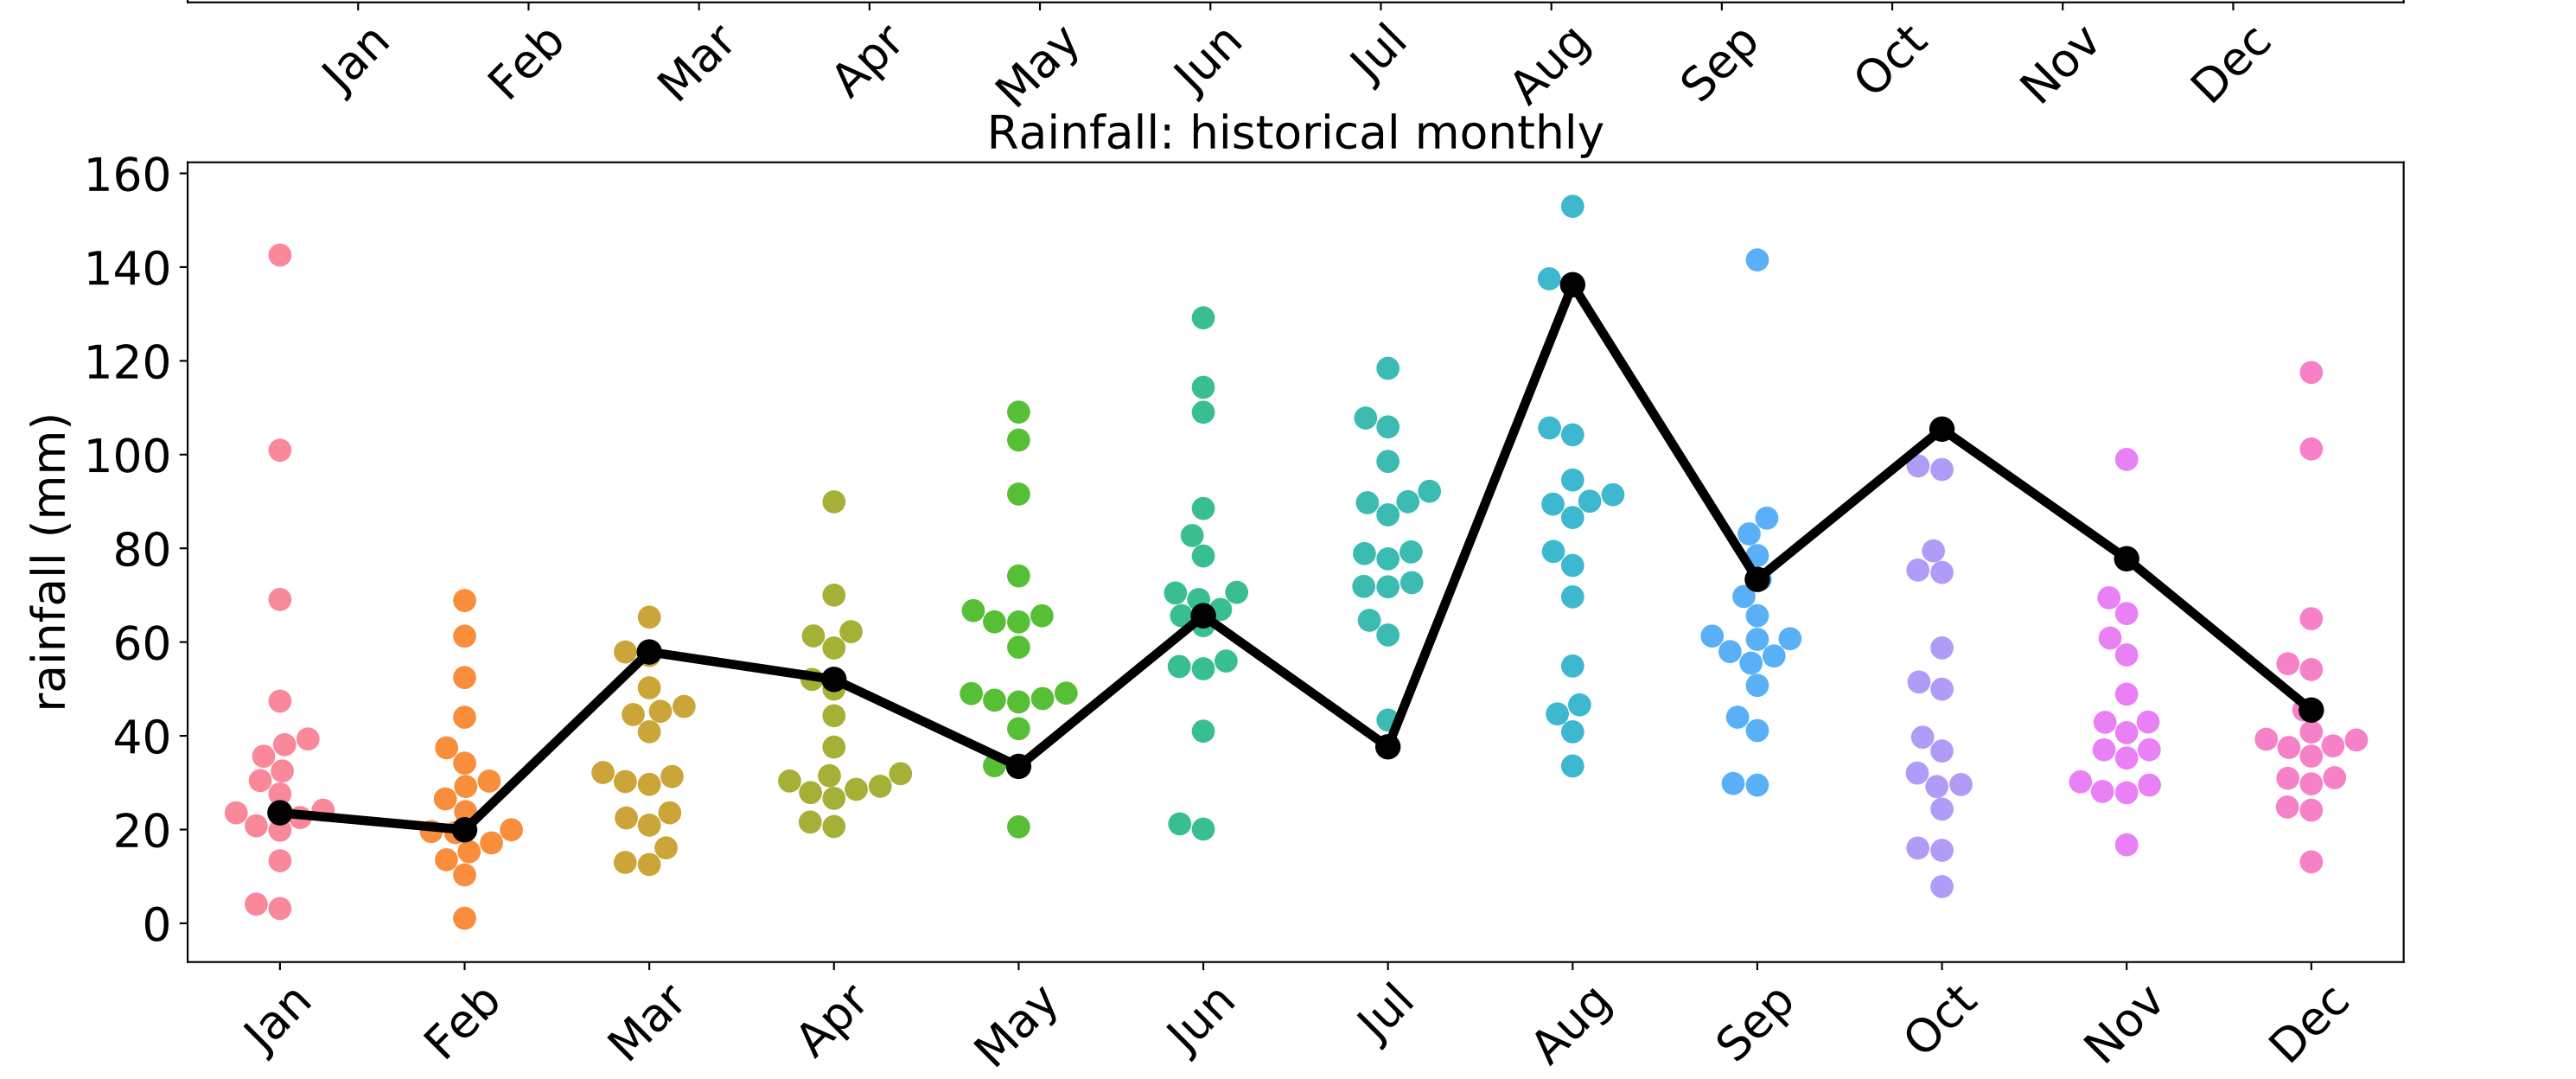 Jan Feb Mar Apr May Jun Jul Aug Sep Oct Nov Dec
Rainfall: historical monthly
rainfall (mm)
160
140
120
100
80
60
40
20
0
Jan Feb Mar Apr May Jun Jul Aug Sep Oct Nov Dec